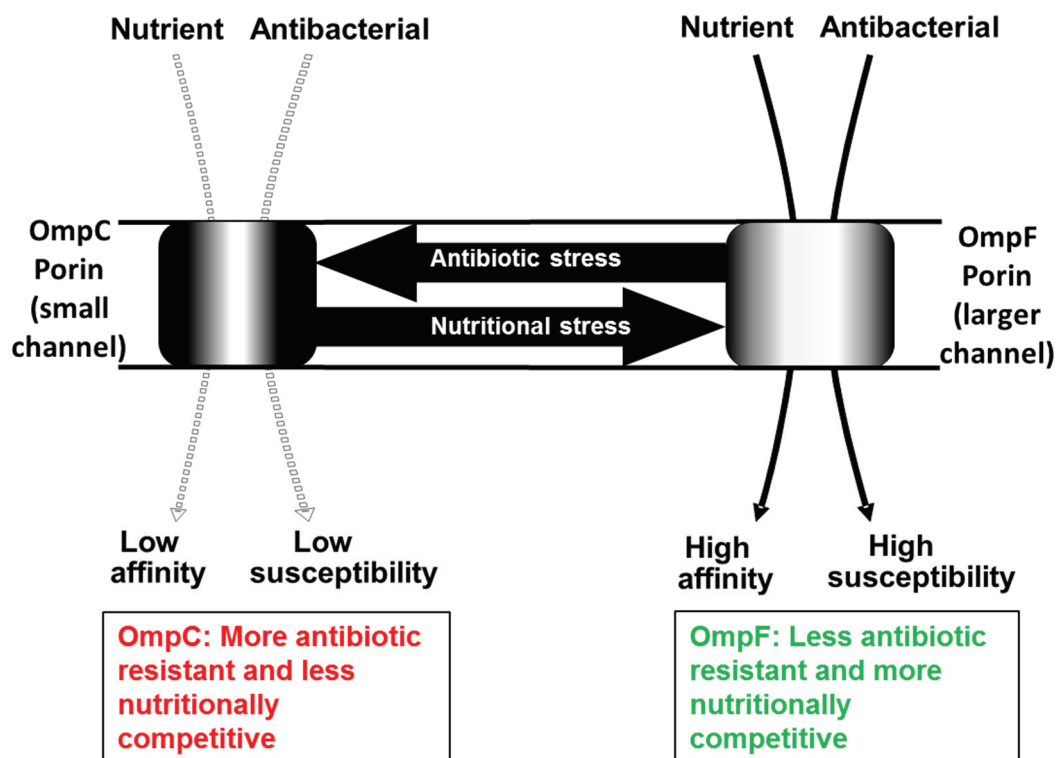 Nutrient Antibacterial
Nutrient Antibacterial
OmpC
Porin
(small
channel)
Antibiotic stress
Nutritional stress
OmpF
Porin
(larger
channel)
Low
affinity
Low
susceptibility
High
affinity
High
susceptibility
OmpC: More antibiotic
resistant and less
nutritionally
competitive
OmpF: Less antibiotic
resistant and more
nutritionally
competitive